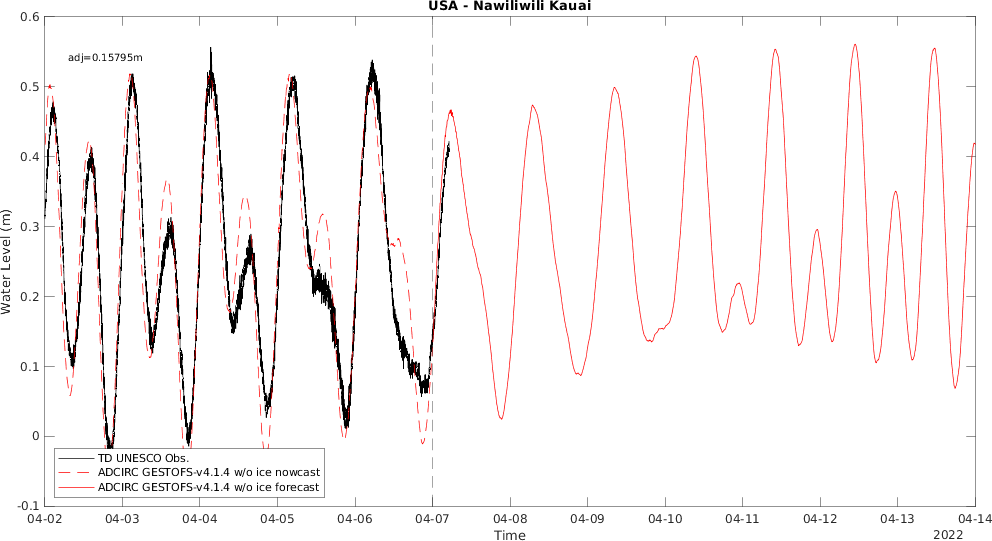 USA - Nawiliwili Kauai
adj=0.15795m
0.6
0.5
0.4
0.3
0.2
0.1
0
-0.1
Water Level (m)
TD UNESCO Obs.
ADCIRC GESTOFS-v4.1.4 w/o ice nowcast
ADCIRC GESTOFS-v4.1.4 w/o ice forecast
04-02 04-03 04-04 04-05 04-06 04-07 04-08 04-09 04-10 04-11 04-12 04-13 04-14
Time
2022